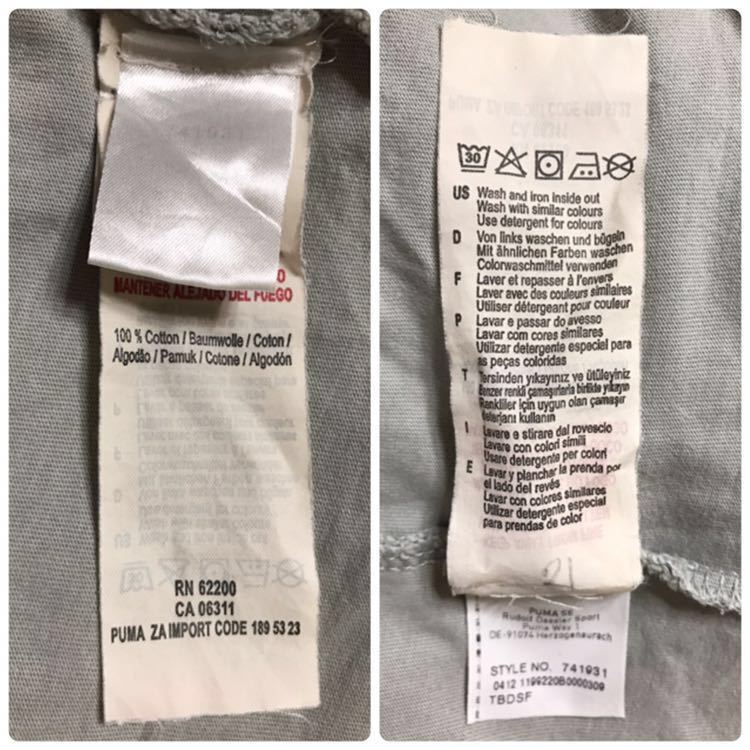 741931
MANTENER ALEJADO DEL FUEGO
100 % Cotton / Baumwolle / Coton /
Algodão / Pamuk / Cotone / Algodón
RN 62200
CA 06311
PUMA ZA IMPORT CODE 189 53 23
30
US Wash and iron inside out
Wash with similar colours
Use detergent for colours
D Von links waschen und bügeln
Mit ähnlichen Farben waschen
Colorwaschmittel verwenden
F Laver et repasser à l'envers
Laver avec des couleurs similaires
Utiliser détergeant pour couleur
P Lavar e passar do avesso
Lavar com cores similares
Utilizar detergente especial para
as peças coloridas
T Tersinden yıkayınız ve ütüleyiniz
Benzer renkli çamaşırlarla birlikte yıkayın
Renkliler için uygun olan çamaşır
deterjanı kullanın
I Lavare e stirare dal rovescio
Lavare con colori simili
Usare detergente per colori
E Lavar y planchar la prenda por
el lado del revés
Lavar con colores similares
Utilizar detergente especial
para prendas de color
21
PUMA SE
Rudolf Dassler Sport
Puma Way 1
DE-91074 Herzogenaurach
STYLE NO. 741931
0412 1199220B0000309
TBDSF